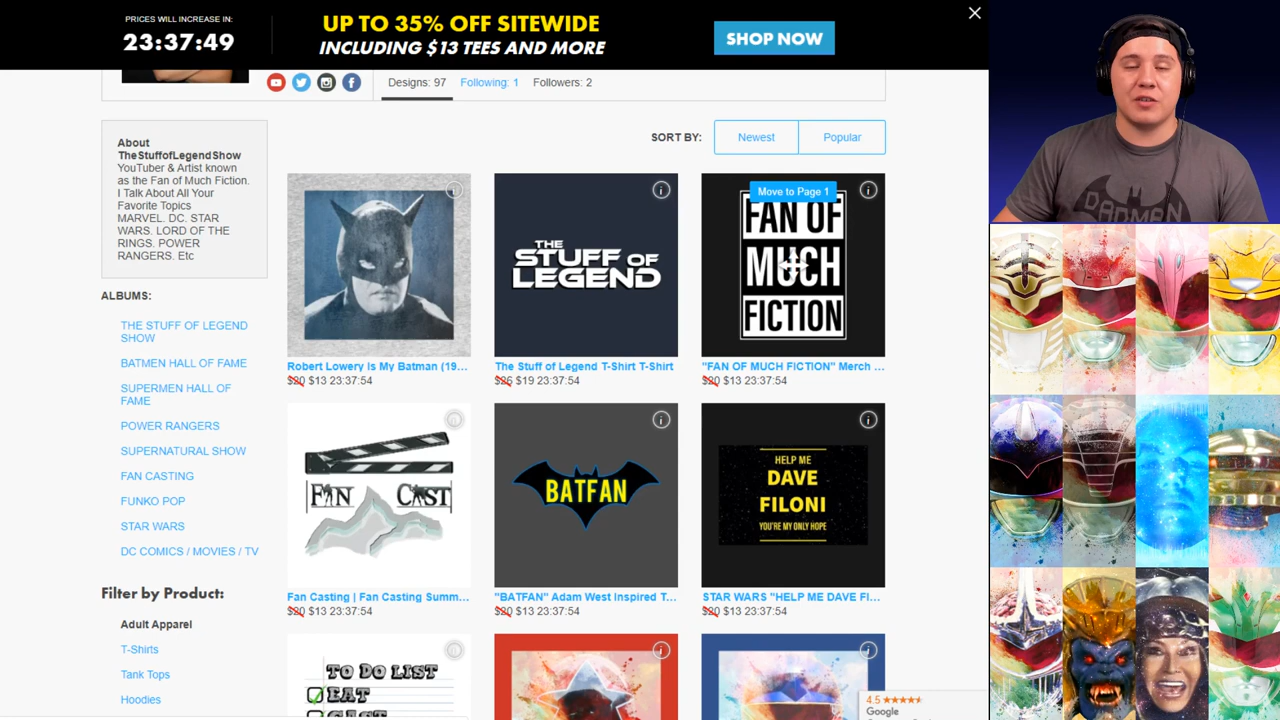 PRICES WILL INCREASE IN:
23:37:49
UP TO 35% OFF SITEWIDE
INCLUDING $13 TEES AND MORE
SHOP NOW
Designs: 97
Following: 1
Followers: 2
About
TheStuffofLegendShow
YouTuber & Artist known
as the Fan of Much Fiction.
I Talk About All Your
Favorite Topics
MARVEL. DC. STAR
WARS. LORD OF THE
RINGS. POWER
RANGERS. Etc
ALBUMS:
THE STUFF OF LEGEND
SHOW
BATMEN HALL OF FAME
SUPERMEN HALL OF
FAME
POWER RANGERS
SUPERNATURAL SHOW
FAN CASTING
FUNKO POP
STAR WARS
DC COMICS / MOVIES / TV
Filter by Product:
Adult Apparel
T-Shirts
Tank Tops
Hoodies
SORT BY:
Newest
Popular
THE
STUFF OF
LEGEND
Move to Page 1
FAN OF
MUCH
FICTION
Robert Lowery Is My Batman (19...
$20 $13 23:37:54
The Stuff of Legend T-Shirt T-Shirt
$25 $19 23:37:54
"FAN OF MUCH FICTION" Merch ...
$20 $13 23:37:54
FAN CAST
BATFAN
HELP ME
DAVE
FILONI
YOU'RE MY ONLY HOPE
Fan Casting | Fan Casting Summ...
$20 $13 23:37:54
"BATFAN" Adam West Inspired T...
$20 $13 23:37:54
STAR WARS "HELP ME DAVE FI...
$20 $13 23:37:54
TO DO LIST
EAT
4.5
Google
DADMAN